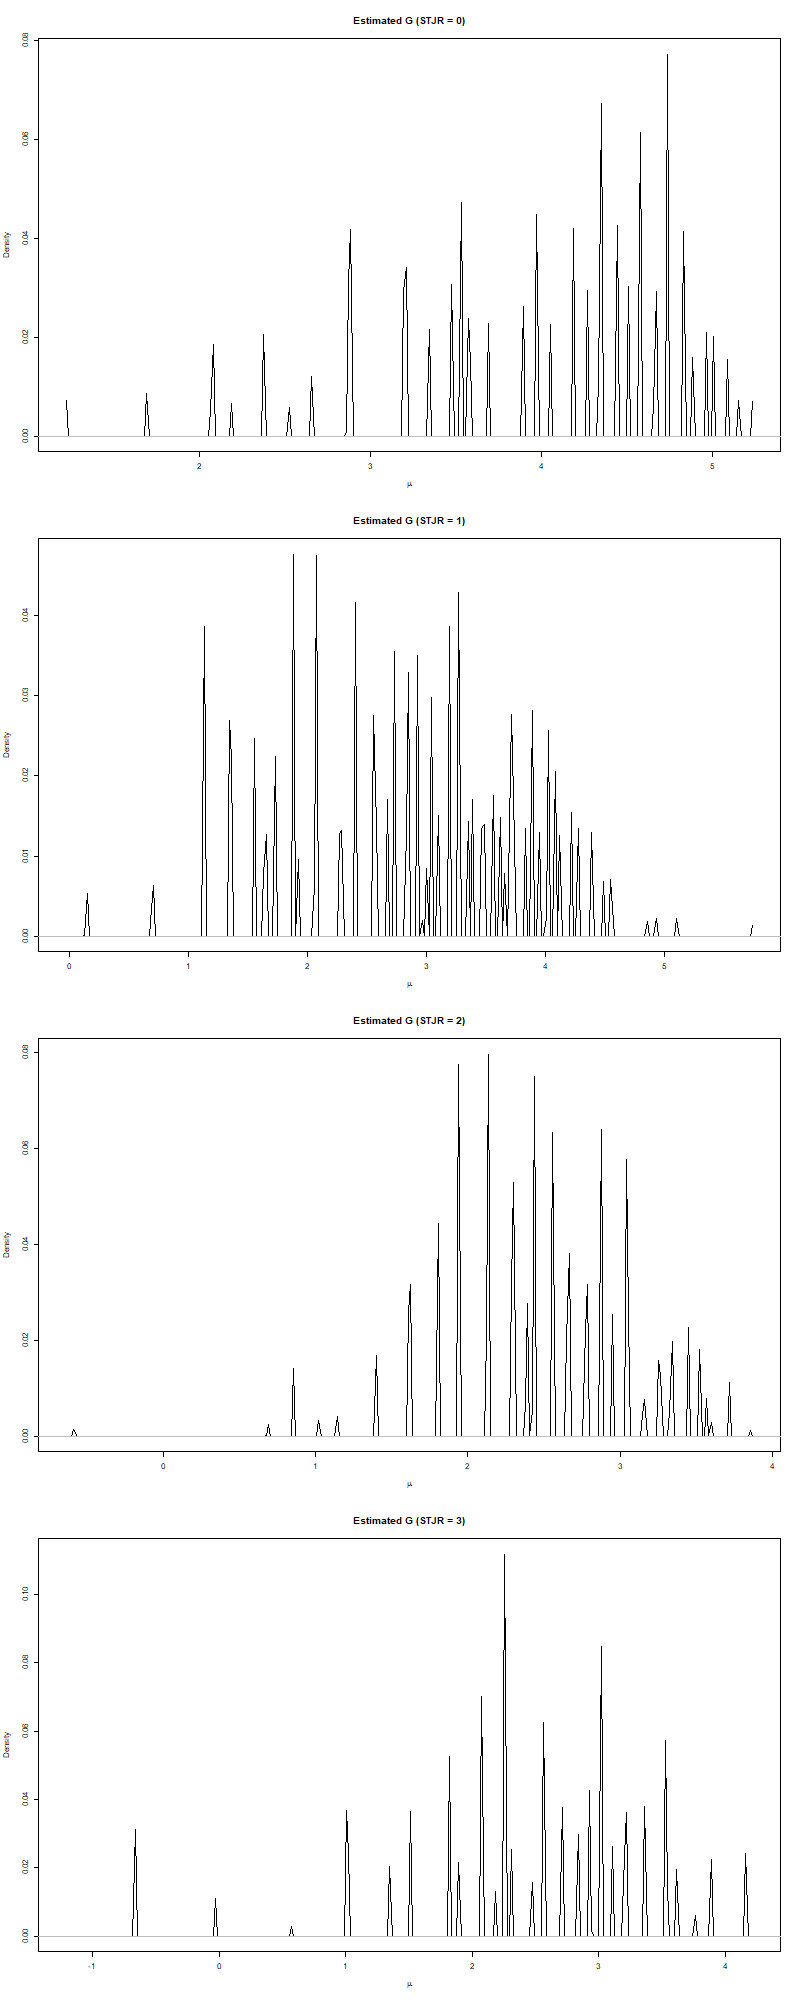 Estimated G (STJR = 0)
Density
0.00 0.02 0.04 0.06 0.08
2 3 4 5
μ
Estimated G (STJR = 1)
Density
0.00 0.01 0.02 0.03 0.04
0 1 2 3 4 5
μ
Estimated G (STJR = 2)
Density
0.00 0.02 0.04 0.06 0.08
0 1 2 3 4
μ
Estimated G (STJR = 3)
Density
0.00 0.02 0.04 0.06 0.08 0.10
-1 0 1 2 3 4
μ